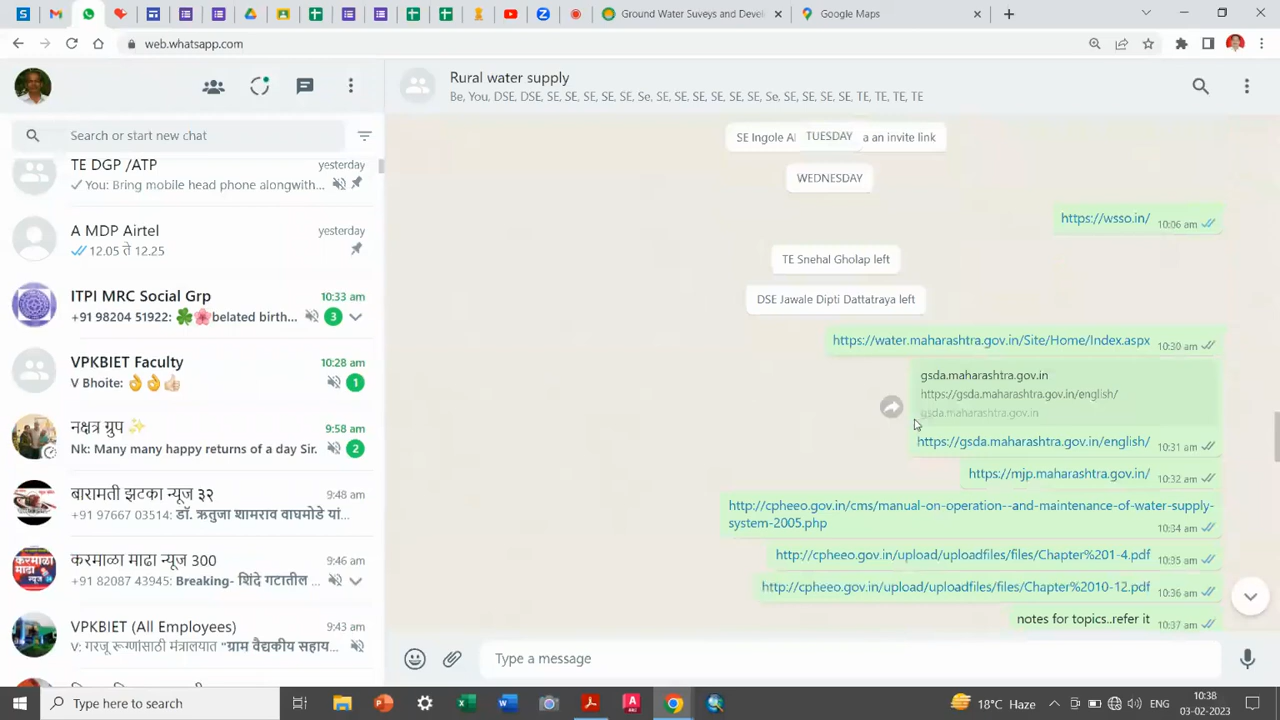 Ground Water Suveys and Devel
Google Maps
web.whatsapp.com
Rural water supply
Be, You, DSE, DSE, SE, SE, SE, SE, Se, SE, SE, SE, SE, SE, Se. SE, SE, SE, SE, TE, TE, TE, TE
Search or start new chat
TE DGP /ATP
yesterday
You: Bring mobile head phone alongwith...
A MDP Airtel
yesterday
12.05 ते 12.25
ITPI MRC Social Grp
10:33 am
+91 98204 51922: 🍀🌸belated birth...
3
VPKBIET Faculty
10:28 am
V Bhoite: 👌👌👍🏻
1
नक्षत्र ग्रुप ✨
9:58 am
Nk: Many many happy returns of a day Sir.
2
बारामती झटका न्यूज ३२
9:48 am
+91 97667 03514: डॉ. ऋतुजा शामराव वाघमोडे यां...
करमाळा माढा न्यूज 300
9:46 am
+91 82087 43945: Breaking- शिंदे गटातील ...
VPKBIET (All Employees)
9:43 am
V: गरजू रूग्णांसाठी मंत्रालयात "ग्राम वैद्यकीय सहाय...
SE Ingole A
TUESDAY
a an invite link
WEDNESDAY
https://wsso.in/
10:06 am
TE Snehal Gholap left
DSE Jawale Dipti Dattatraya left
https://water.maharashtra.gov.in/Site/Home/Index.aspx
10:30 am
gsda.maharashtra.gov.in
https://gsda.maharashtra.gov.in/english/
gsda.maharashtra.gov.in
https://gsda.maharashtra.gov.in/english/
10:31 am
https://mjp.maharashtra.gov.in/
10:32 am
http://cpheeo.gov.in/cms/manual-on-operation--and-maintenance-of-water-supply-
system-2005.php
10:34 am
http://cpheeo.gov.in/upload/uploadfiles/files/Chapter%201-4.pdf
10:35 am
http://cpheeo.gov.in/upload/uploadfiles/files/Chapter%2010-12.pdf
10:36 am
notes for topics..refer it
10:37 am
Type a message
Type here to search
18°C Haze
ENG
10:38
03-02-2023